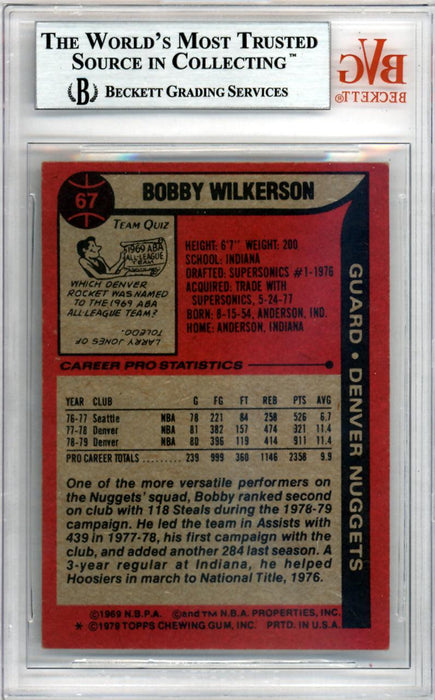 THE WORLD'S MOST TRUSTED
SOURCE IN COLLECTING™
B BECKETT GRADING SERVICES
BVG
BECKETT®
67
BOBBY WILKERSON
TEAM QUIZ
1969 ABA
ALL-LEAGUE
TEAM
WHICH DENVER
ROCKET WAS NAMED
TO THE 1969 ABA
ALL-LEAGUE TEAM?
LARRY JONES OF
TOLEDO.
HEIGHT: 6'7" WEIGHT: 200
SCHOOL: INDIANA
DRAFTED: SUPERSONICS #1-1976
ACQUIRED: TRADE WITH
SUPERSONICS, 5-24-77
BORN: 8-15-54, ANDERSON, IND.
HOME: ANDERSON, INDIANA
GUARD • DENVER NUGGETS
CAREER PRO STATISTICS
YEAR CLUB G FG FT REB PTS AVG
76-77 Seattle NBA 78 221 84 258 526 6.7
77-78 Denver NBA 81 382 157 474 321 11.4
78-79 Denver NBA 80 396 119 414 911 11.4
PRO CAREER TOTALS ......... 239 999 360 1146 2358 9.9
One of the more versatile performers on
the Nuggets' squad, Bobby ranked second
on club with 118 Steals during the 1978-79
campaign. He led the team in Assists with
439 in 1977-78, his first campaign with the
club, and added another 284 last season. A
3-year regular at Indiana, he helped
Hoosiers in march to National Title, 1976.
©1969 N.B.P.A. ©and TM N.B.A. PROPERTIES, INC.
* ©1979 TOPPS CHEWING GUM, INC. PRTD. IN U.S.A.